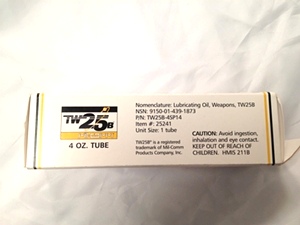 TW25B
4 OZ. TUBE
Nomenclature: Lubricating Oil, Weapons, TW25B
NSN: 9150-01-439-1873
P/N: TW25B-4SP14
Item #: 25241
Unit Size: 1 tube
TW25B® is a registered
trademark of Mil-Comm
Products Company, Inc.
CAUTION: Avoid ingestion,
inhalation and eye contact.
KEEP OUT OF REACH OF
CHILDREN. HMIS 211B